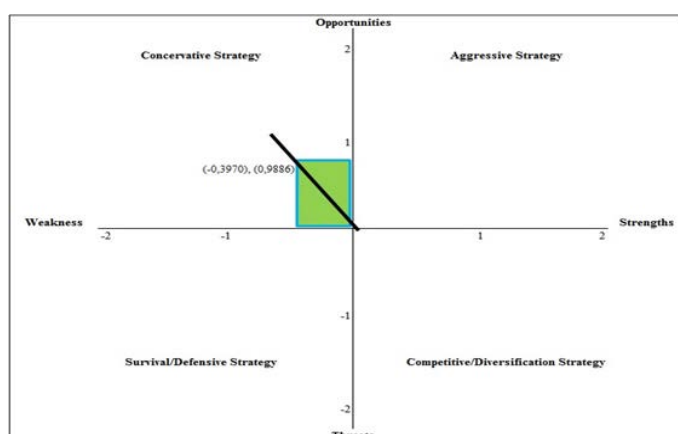 Opportunities
Concervative Strategy
Aggressive Strategy
2
1
(-0,3970), (0,9886)
Weakness
Strengths
-2
-1
1
2
-1
Survival/Defensive Strategy
Competitive/Diversification Strategy
-2
Threats